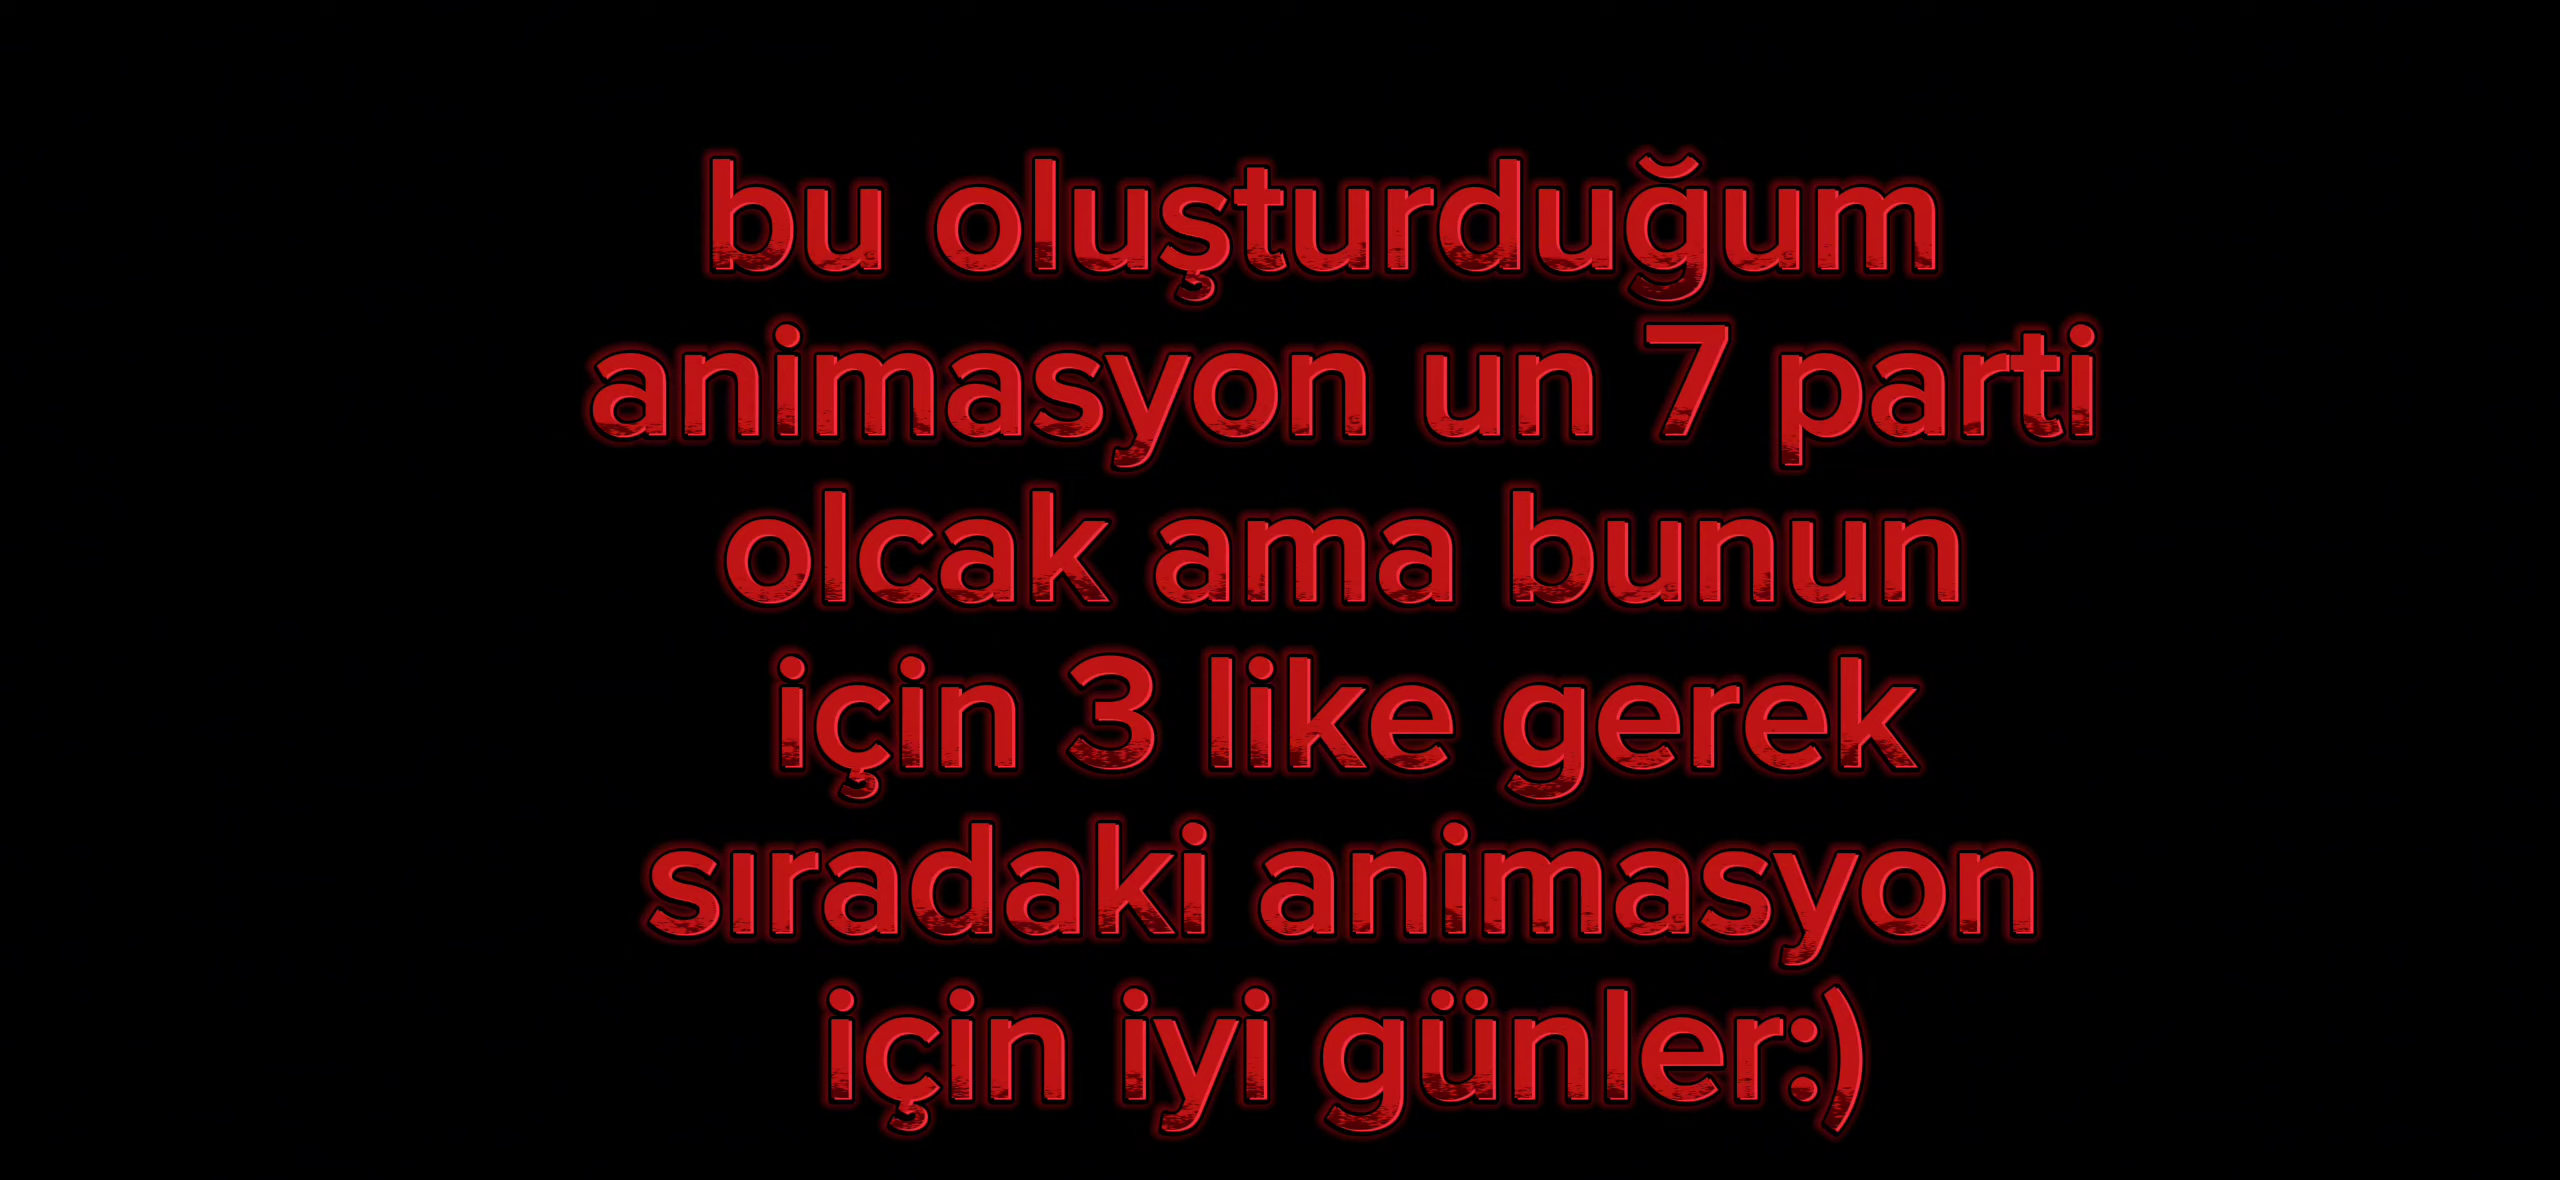 bu oluşturduğum
animasyon un 7 parti
olcak ama bunun
için 3 like gerek
sıradaki animasyon
için iyi günler:)